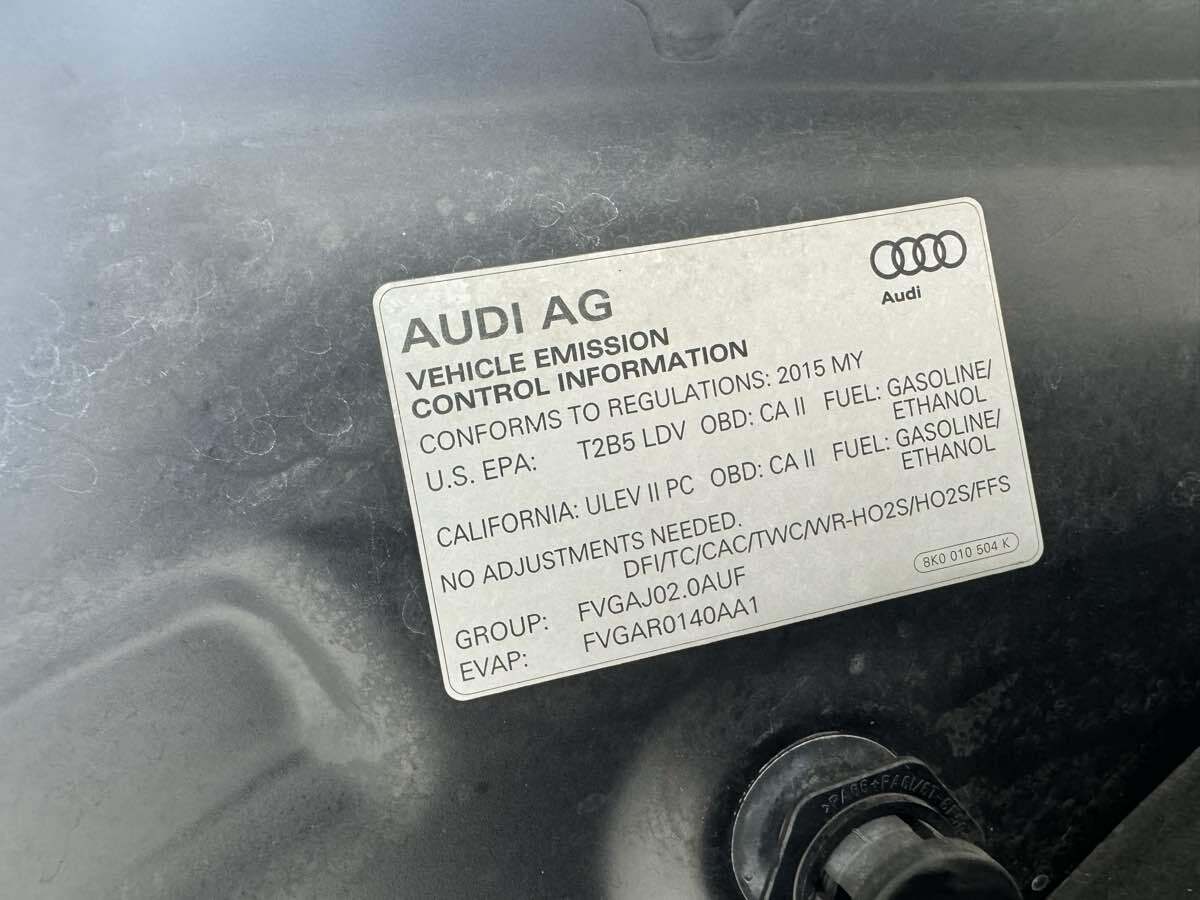 Audi
AUDI AG
VEHICLE EMISSION
CONTROL INFORMATION
CONFORMS TO REGULATIONS: 2015 MY
U.S. EPA: T2B5 LDV OBD: CA II FUEL: GASOLINE/
ETHANOL
CALIFORNIA: ULEV II PC OBD: CA II FUEL: GASOLINE/
ETHANOL
NO ADJUSTMENTS NEEDED.
DFI/TC/CAC/TWC/WR-HO2S/HO2S/FFS
8K0 010 504 K
GROUP: FVGAJ02.0AUF
EVAP: FVGAR0140AA1